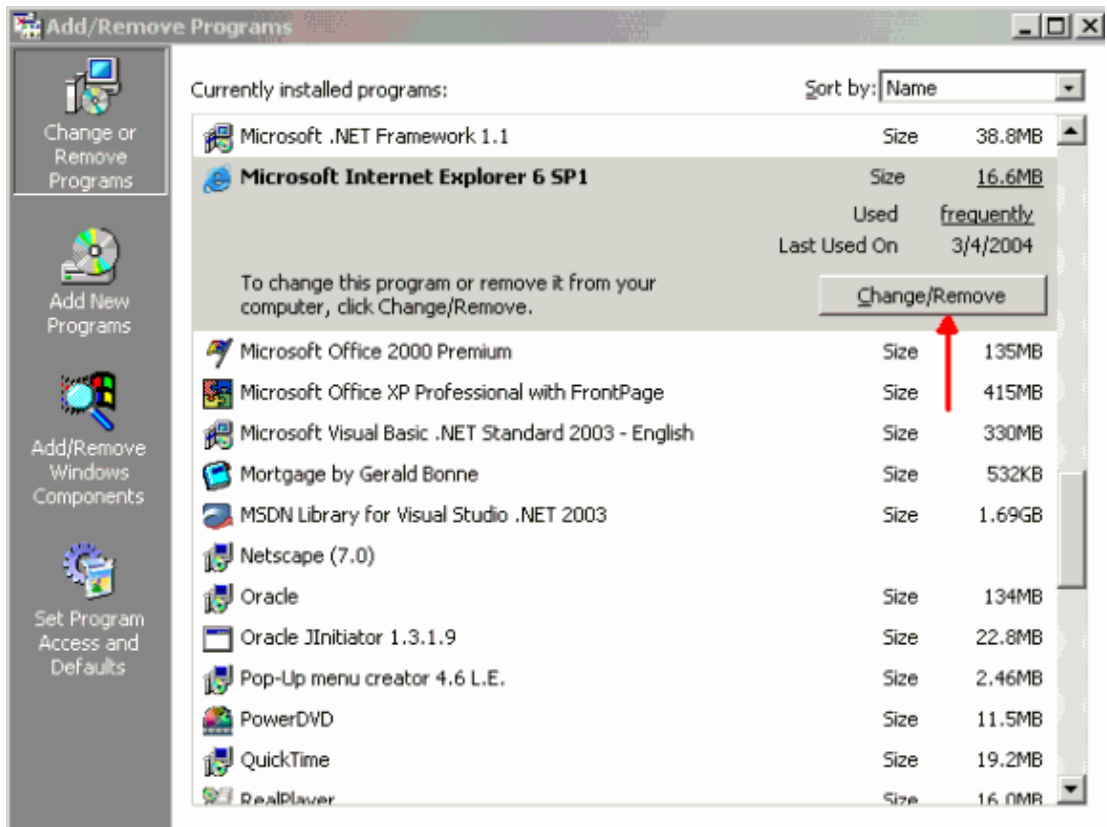 Add/Remove Programs
Change or
Remove
Programs
Add New
Programs
Add/Remove
Windows
Components
Set Program
Access and
Defaults
Currently installed programs:
Sort by: Name
Microsoft .NET Framework 1.1 Size 38.8MB
Microsoft Internet Explorer 6 SP1 Size 16.6MB
Used frequently
Last Used On 3/4/2004
To change this program or remove it from your
computer, click Change/Remove.
Change/Remove
Microsoft Office 2000 Premium Size 135MB
Microsoft Office XP Professional with FrontPage Size 415MB
Microsoft Visual Basic .NET Standard 2003 - English Size 330MB
Mortgage by Gerald Bonne Size 532KB
MSDN Library for Visual Studio .NET 2003 Size 1.69GB
Netscape (7.0)
Oracle Size 134MB
Oracle JInitiator 1.3.1.9 Size 22.8MB
Pop-Up menu creator 4.6 L.E. Size 2.46MB
PowerDVD Size 11.5MB
QuickTime Size 19.2MB
RealPlayer Size 16.0MB